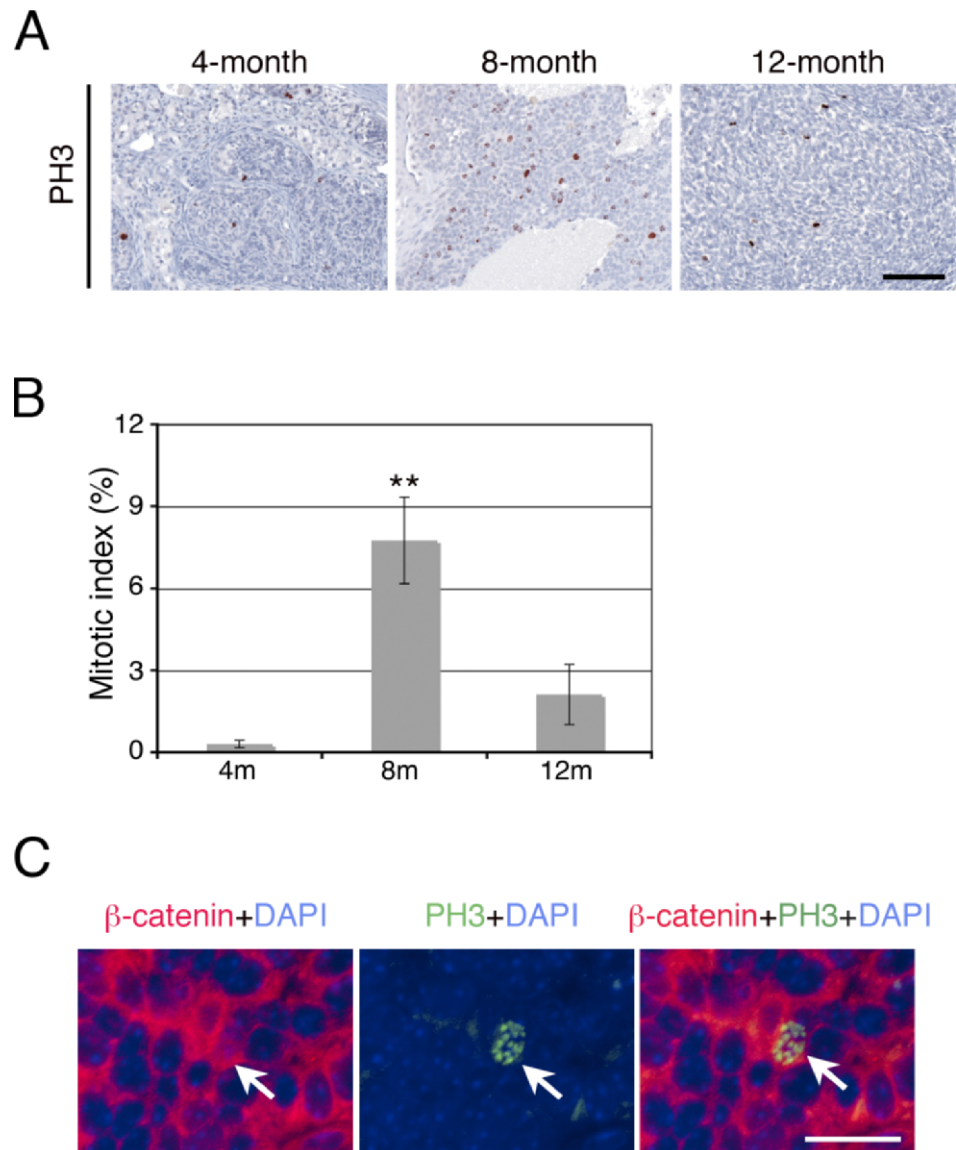 A
4-month 8-month 12-month
PH3
B
Mitotic index (%)
12
9
6
3
0
**
4m 8m 12m
C
β-catenin+DAPI PH3+DAPI β-catenin+PH3+DAPI